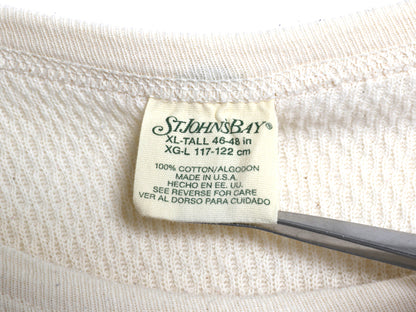 ST. JOHN'S BAY®
XL-TALL 46-48 in
XG-L 117-122 cm
100% COTTON/ALGODON
MADE IN U.S.A.
HECHO EN EE. UU.
SEE REVERSE FOR CARE
VER AL DORSO PARA CUIDADO